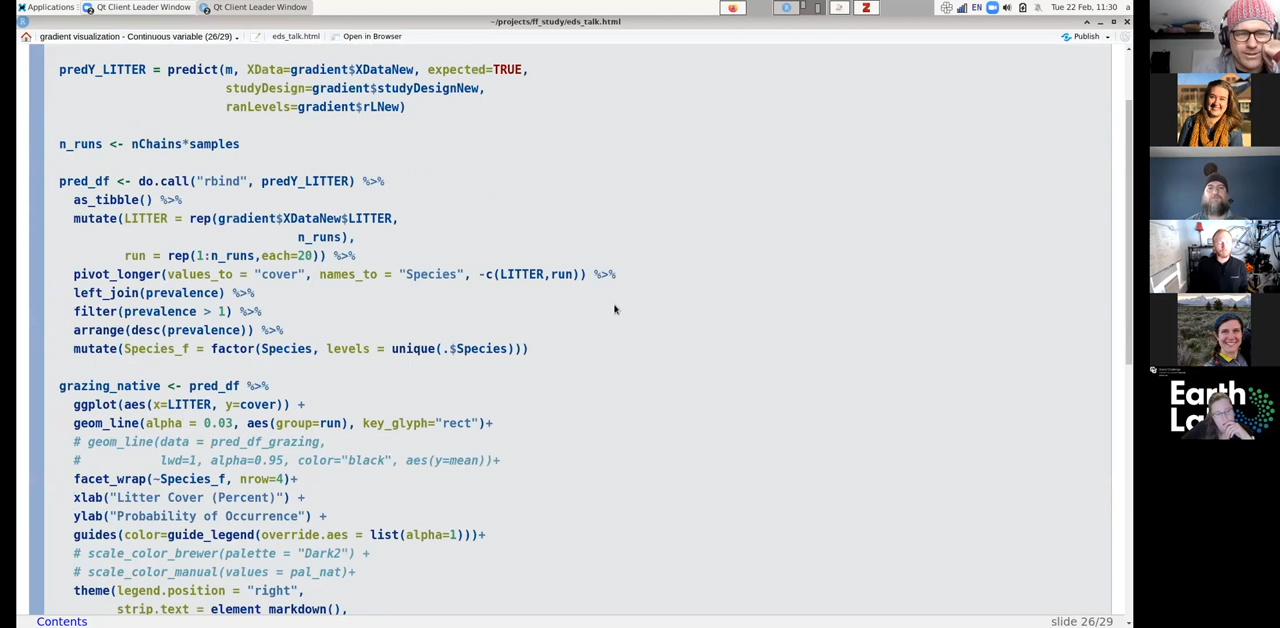 Applications
Qt Client Leader Window
Qt Client Leader Window
EN
Tue 22 Feb, 11:30
a
~/projects/ff_study/eds_talk.html
gradient visualization - Continuous variable (26/29)
eds_talk.html
Open in Browser
Publish
predY_LITTER = predict(m, XData=gradient$XDataNew, expected=TRUE,
studyDesign=gradient$studyDesignNew,
ranLevels=gradient$rLNew)
n_runs <- nChains*samples
pred_df <- do.call("rbind", predY_LITTER) %>%
as_tibble() %>%
mutate(LITTER = rep(gradient$XDataNew$LITTER,
n_runs),
run = rep(1:n_runs,each=20)) %>%
pivot_longer(values_to = "cover", names_to = "Species", -c(LITTER,run)) %>%
left_join(prevalence) %>%
filter(prevalence > 1) %>%
arrange(desc(prevalence)) %>%
mutate(Species_f = factor(Species, levels = unique(.$Species)))
grazing_native <- pred_df %>%
ggplot(aes(x=LITTER, y=cover)) +
geom_line(alpha = 0.03, aes(group=run), key_glyph="rect")+
# geom_line(data = pred_df_grazing,
# lwd=1, alpha=0.95, color="black", aes(y=mean))+
facet_wrap(~Species_f, nrow=4)+
xlab("Litter Cover (Percent)") +
ylab("Probability of Occurrence") +
guides(color=guide_legend(override.aes = list(alpha=1)))+
# scale_color_brewer(palette = "Dark2") +
# scale_color_manual(values = pal_nat)+
theme(legend.position = "right",
strip.text = element_markdown(),
Contents
slide 26/29
Earth
La